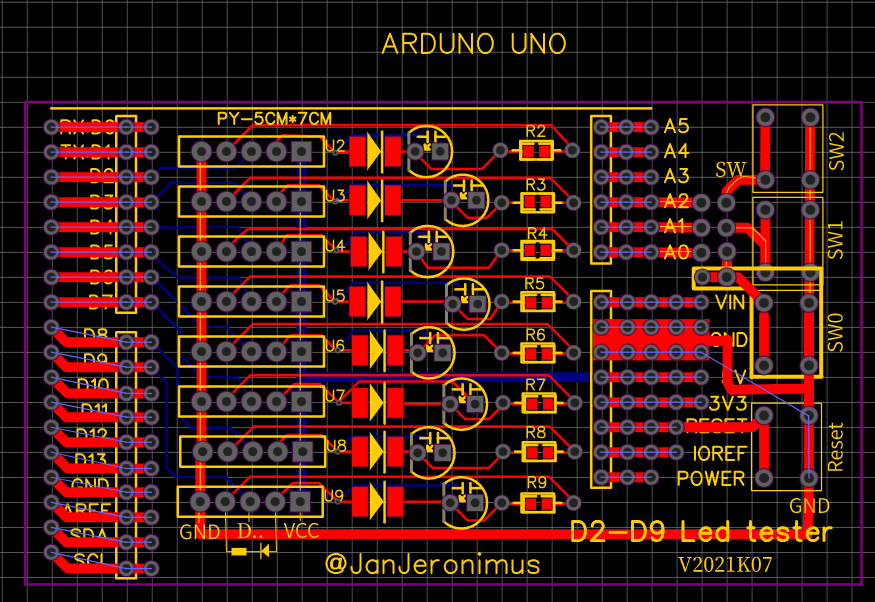 ARDUNO UNO
PY-5CM*7CM
RX D0
TX D1
D2
D3
D4
D5
D6
D7
D8
D9
D10
D11
D12
D13
GND
AREF
SDA
SCL
U2
U3
U4
U5
U6
U7
U8
U9
R2
R3
R4
R5
R6
R7
R8
R9
A5
A4
A3
A2
A1
A0
VIN
GND
V
3V3
RESET
IOREF
POWER
SW
SW2
SW1
SW0
Reset
GND
GND D.. VCC
D2-D9 Led tester
@JanJeronimus
V2021K07